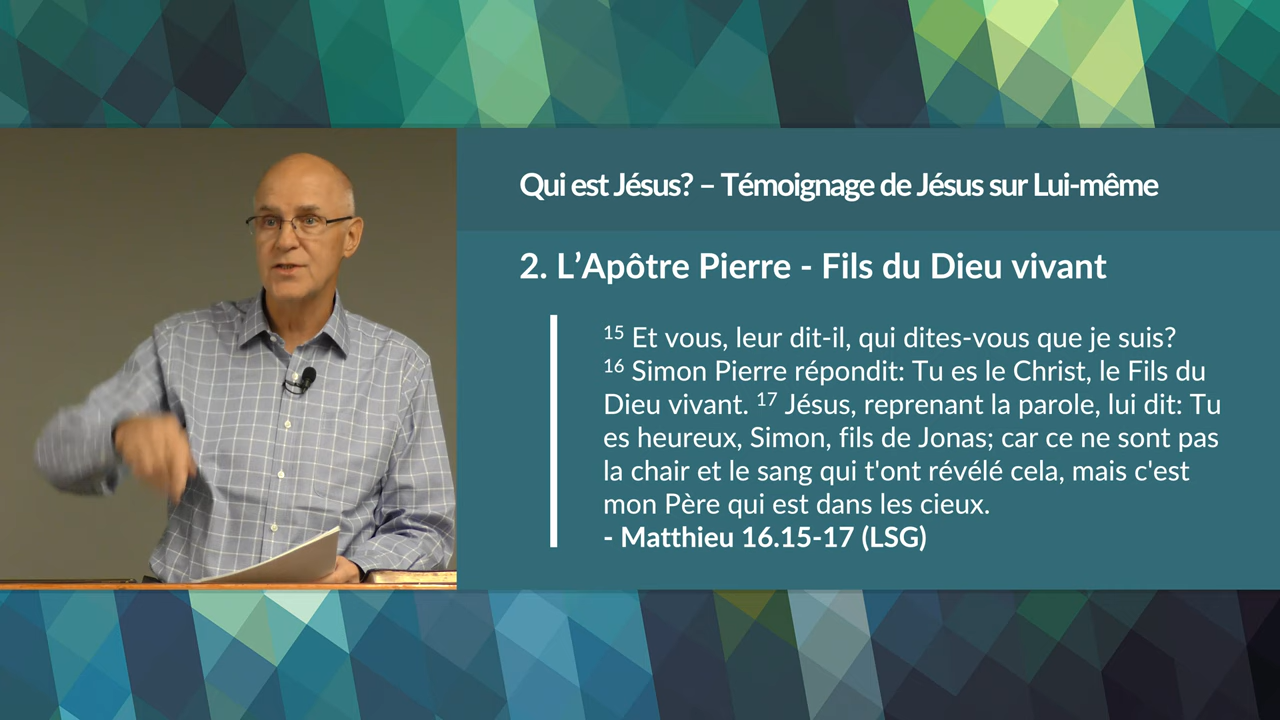 Qui est Jésus? – Témoignage de Jésus sur Lui-même
2. L’Apôtre Pierre - Fils du Dieu vivant
15 Et vous, leur dit-il, qui dites-vous que je suis?
16 Simon Pierre répondit: Tu es le Christ, le Fils du
Dieu vivant. 17 Jésus, reprenant la parole, lui dit: Tu
es heureux, Simon, fils de Jonas; car ce ne sont pas
la chair et le sang qui t'ont révélé cela, mais c'est
mon Père qui est dans les cieux.
- Matthieu 16.15-17 (LSG)